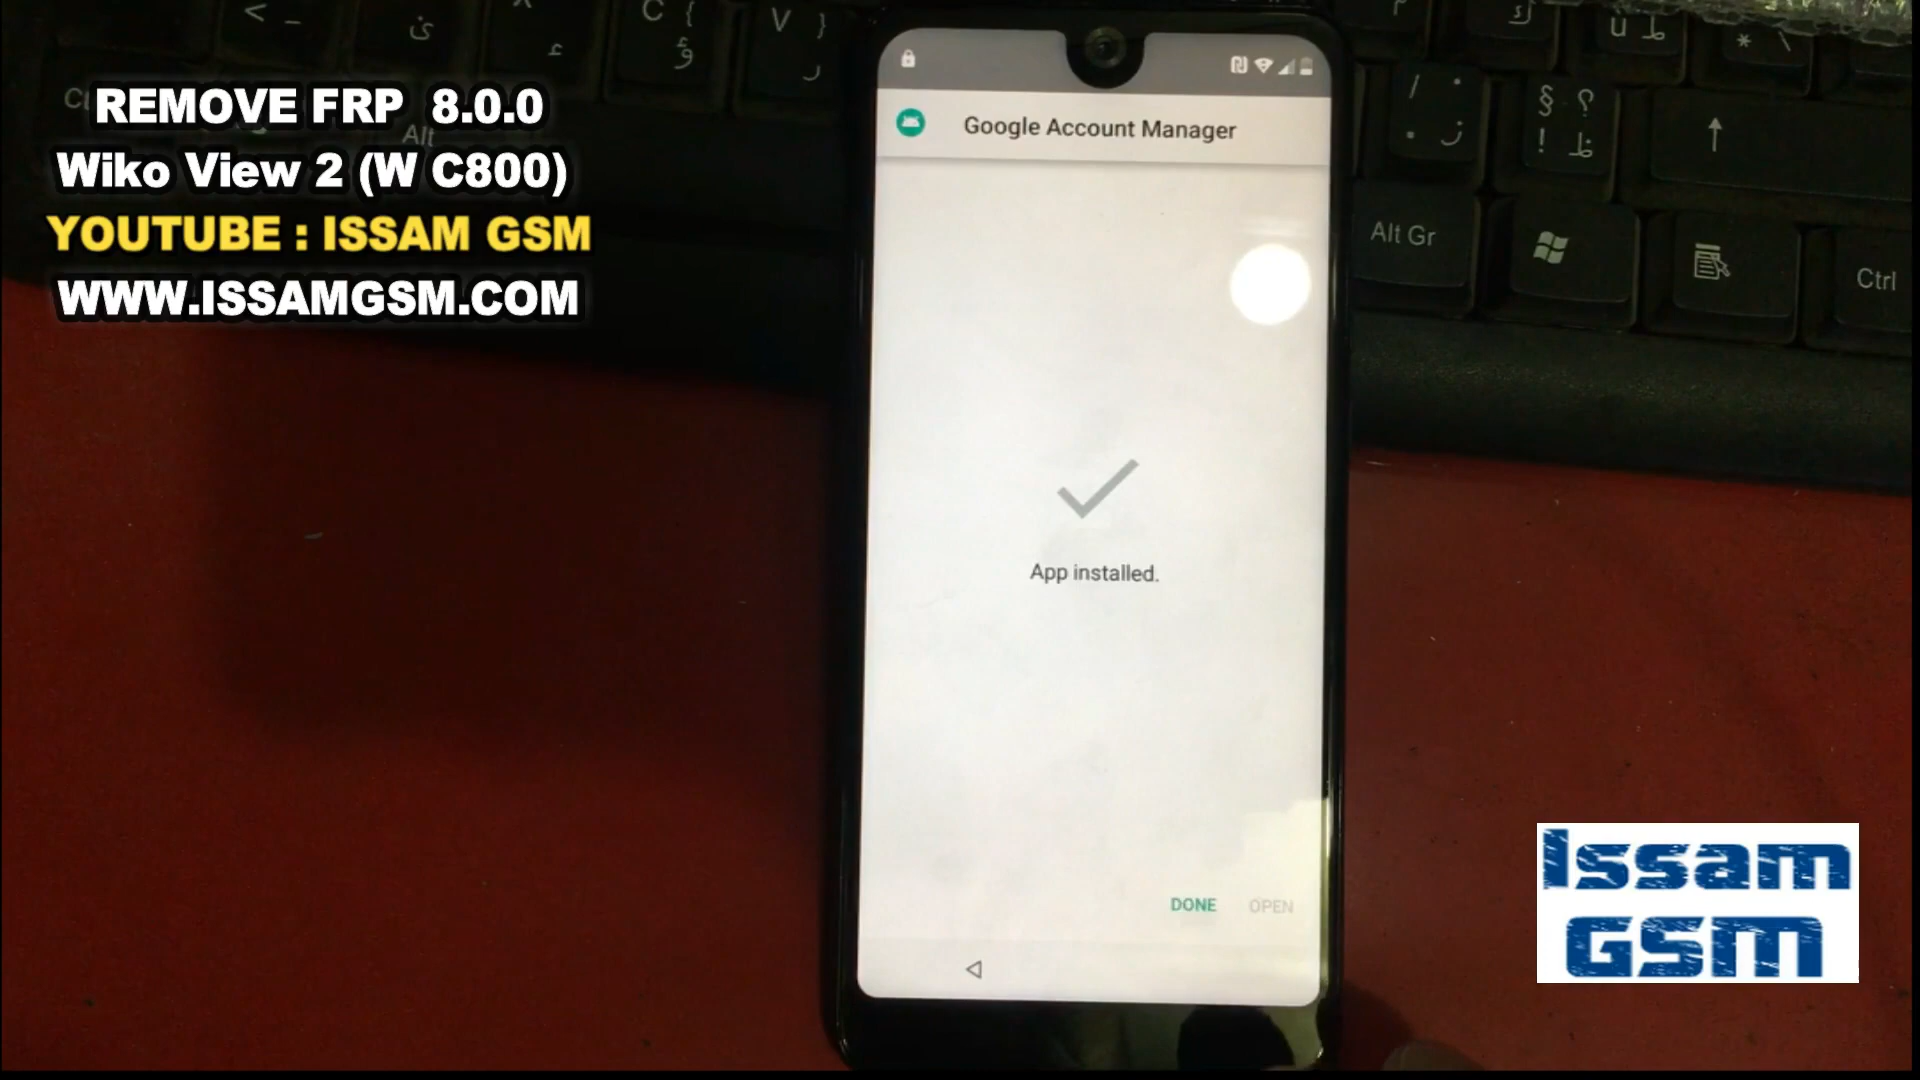 REMOVE FRP 8.0.0
Wiko View 2 (W C800)
YOUTUBE : ISSAM GSM
WWW.ISSAMGSM.COM
Google Account Manager
App installed.
DONE OPEN
Issam
GSM
< _
ئ
ء
C {
ؤ
V }
ر
Alt
§ ؟
! ظ
* \
Alt Gr
Ctrl